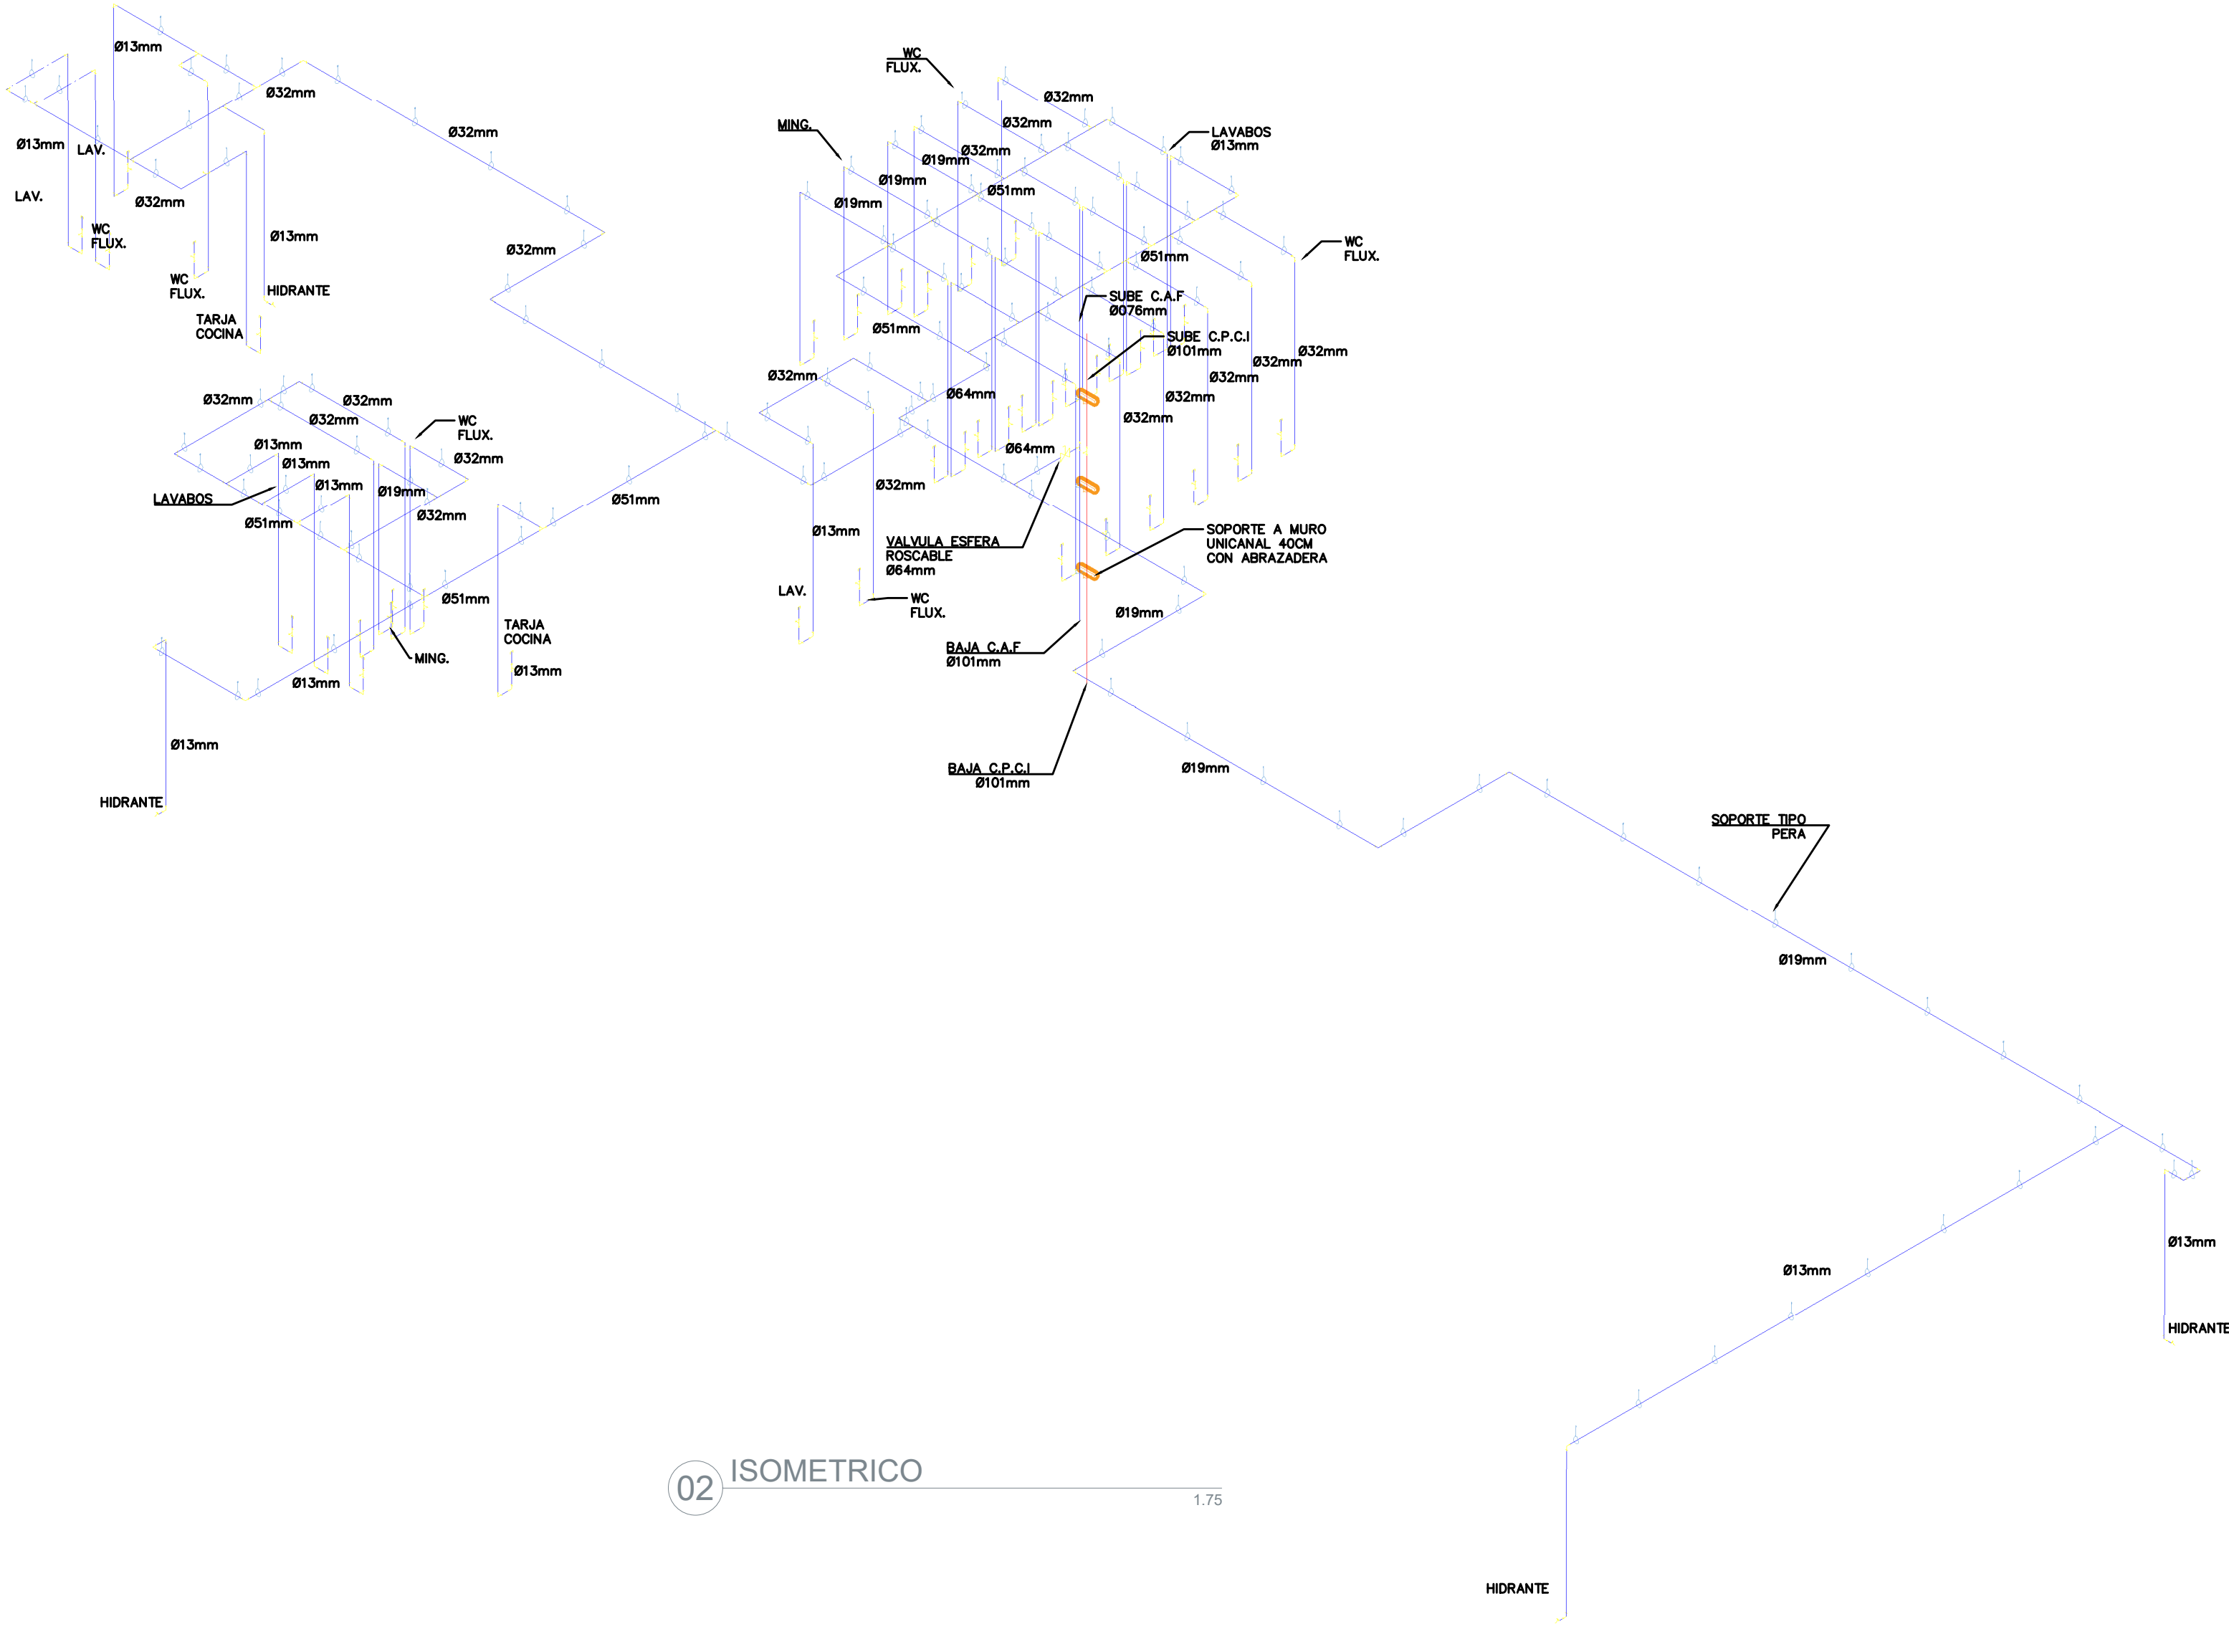 Ø13mm
Ø32mm
Ø32mm
Ø13mm
LAV.
LAV.
Ø32mm
WC
FLUX.
Ø13mm
WC
FLUX.
HIDRANTE
TARJA
COCINA
Ø32mm
WC
FLUX.
MING.
Ø32mm
Ø32mm
Ø32mm
Ø19mm
Ø19mm
Ø19mm
Ø51mm
LAVABOS
Ø13mm
Ø51mm
WC
FLUX.
SUBE C.A.F
Ø076mm
SUBE C.P.C.I
Ø101mm
Ø51mm
Ø32mm
Ø32mm
Ø32mm
Ø32mm
Ø32mm
Ø32mm
Ø64mm
Ø64mm
Ø32mm
Ø32mm
Ø32mm
WC
FLUX.
Ø13mm
Ø13mm
Ø13mm
Ø32mm
Ø19mm
LAVABOS
Ø51mm
Ø32mm
Ø51mm
Ø32mm
Ø13mm
VALVULA ESFERA
ROSCABLE
Ø64mm
SOPORTE A MURO
UNICANAL 40CM
CON ABRAZADERA
LAV.
WC
FLUX.
Ø51mm
TARJA
COCINA
Ø13mm
MING.
Ø13mm
Ø19mm
BAJA C.A.F
Ø101mm
Ø13mm
HIDRANTE
BAJA C.P.C.I
Ø101mm
Ø19mm
SOPORTE TIPO
PERA
Ø19mm
Ø13mm
Ø13mm
HIDRANTE
HIDRANTE
02 ISOMETRICO
1.75